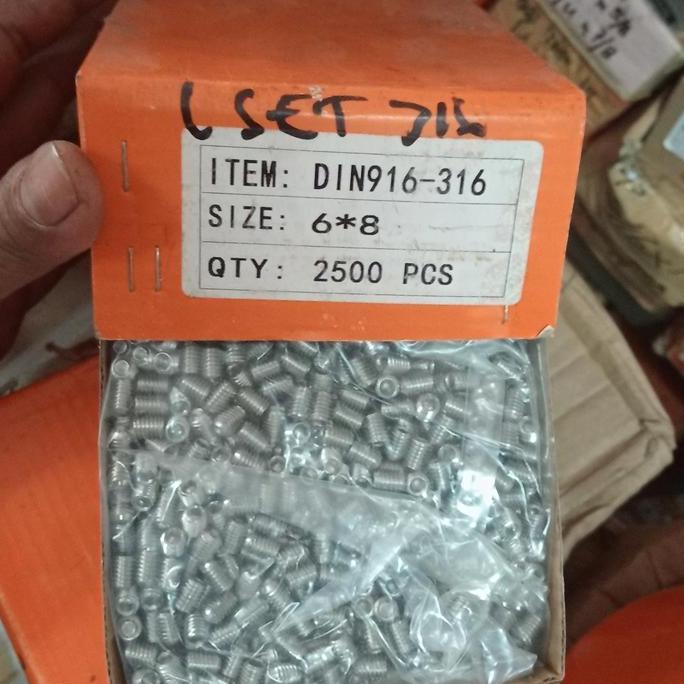 SET 316
ITEM: DIN916-316
SIZE: 6*8
QTY: 2500 PCS